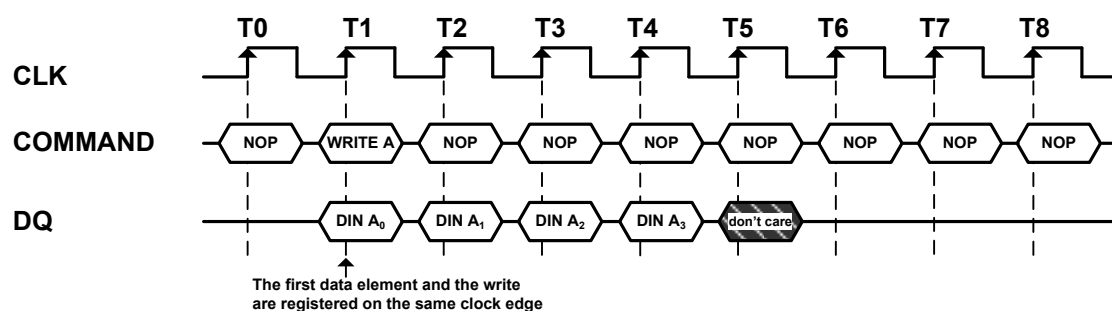 T0 T1 T2 T3 T4 T5 T6 T7 T8
CLK
COMMAND NOP WRITE A NOP NOP NOP NOP NOP NOP NOP
DQ DIN A0 DIN A1 DIN A2 DIN A3 don't care
The first data element and the write
are registered on the same clock edge